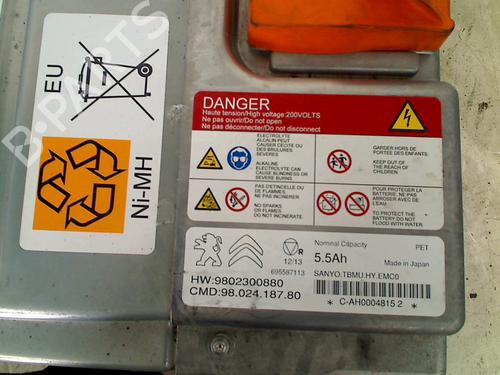 EU
Ni-MH
B-PARTS
DANGER
Haute tension/High voltage:200VOLTS
Ne pas ouvrir/Do not open
Ne pas déconnecter/Do not disconnect
ELECTROLYTE
ALCALIN PEUT
CAUSER CÉCITÉ OU
DES BRULURES
SEVERES
ALKALINE
ELECTROLYTE CAN
CAUSE BLINDNESS OR
SEVERE BURNS
GARDER HORS DE
PORTEE DES ENFANTS.
KEEP OUT OF
THE REACH OF
CHILDREN.
PAS D'ETINCELLE OU
DE FLAMMES.
NE PAS INCINERER
NO SPARKS
OR FLAMES.
DO NOT INCINERATE.
POUR PROTEGER LA
BATTERIE, NE PAS
ARROSER AVEC DE
L'EAU.
TO PROTECT THE
BATTERY,DO NOT
FLOOD WITH WATER.
R
12/13
695587113
Nominal Capacity
PET
5.5Ah
Made in Japan
HW:9802300880
CMD:98.024.187.80
SANYO:TBMU.HY.EMC0
* C-AH0004815 2 *